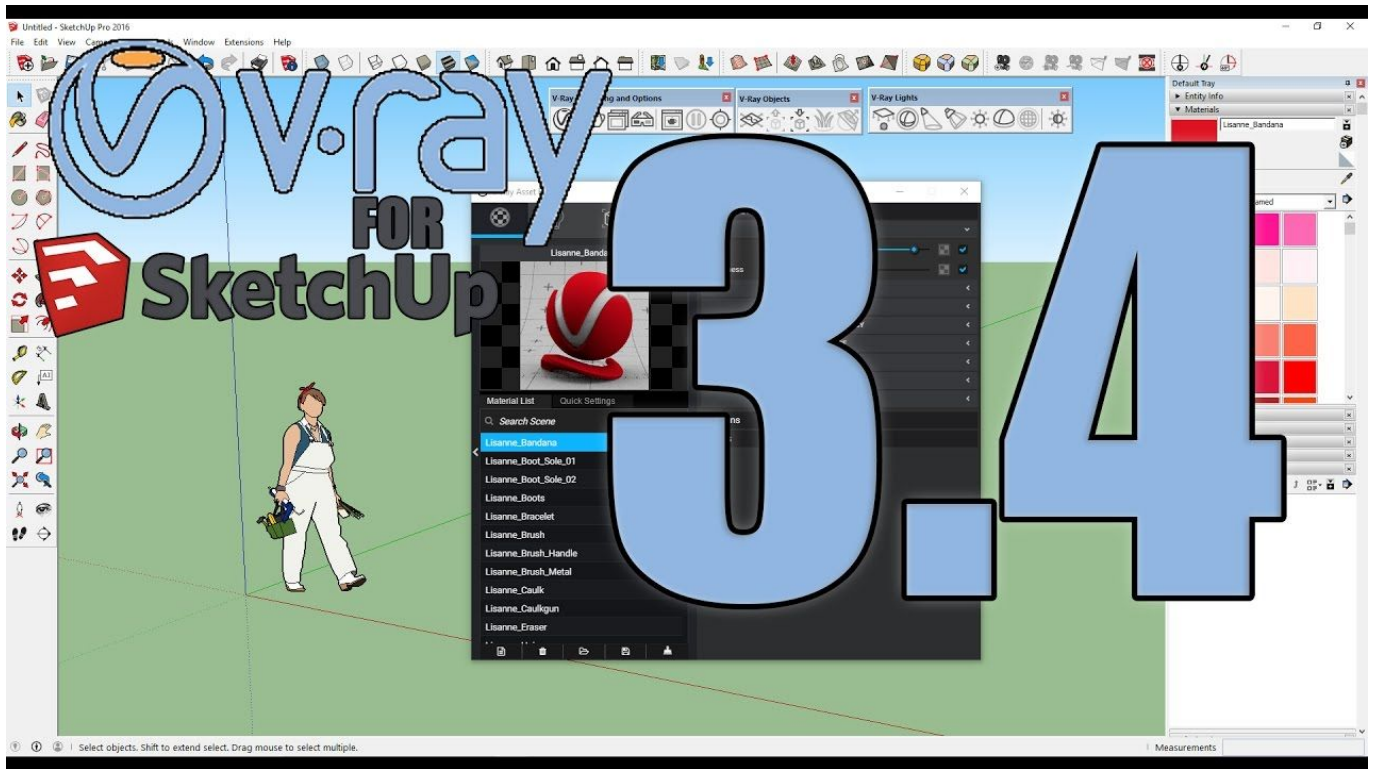 Untitled - SketchUp Pro 2016
File Edit View Window Extensions Help
v·ray
FOR
SketchUp
3.4
and Options
V-Ray Objects
V-Ray Lights
Default Tray
Entity Info
Materials
Lisanne_Bandana
Material List Quick Settings
Search Scene
Lisanne_Bandana
Lisanne_Boot_Sole_01
Lisanne_Boot_Sole_02
Lisanne_Boots
Lisanne_Bracelet
Lisanne_Brush
Lisanne_Brush_Handle
Lisanne_Brush_Metal
Lisanne_Caulk
Lisanne_Caulkgun
Lisanne_Eraser
Select objects. Shift to extend select. Drag mouse to select multiple.
Measurements